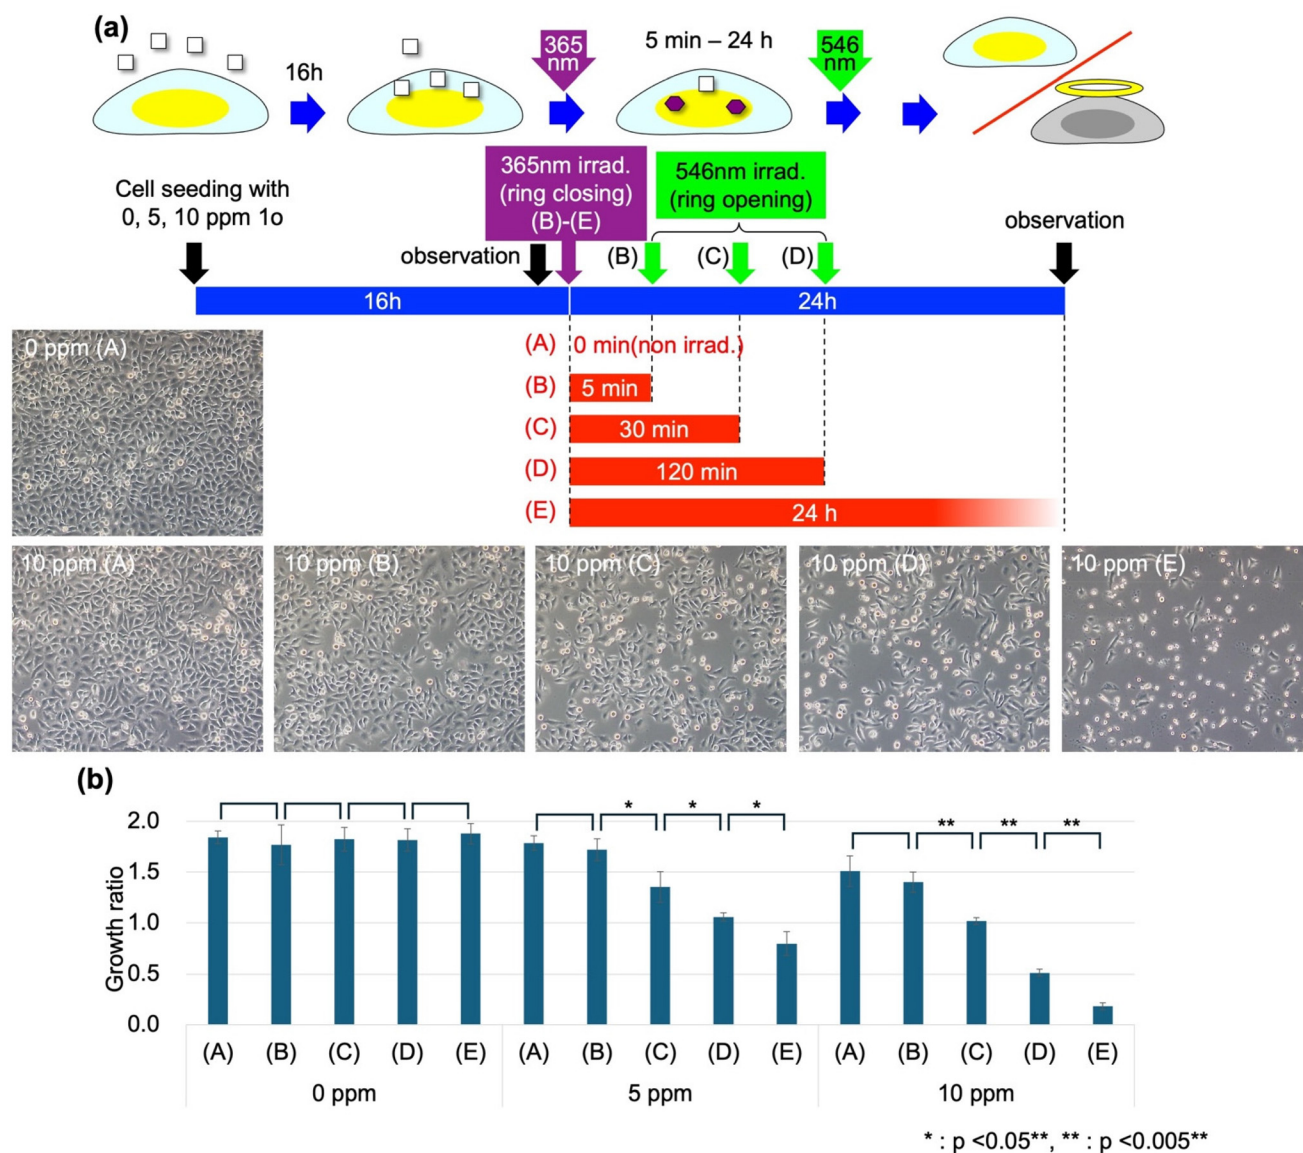 (a)
365
nm
5 min – 24 h
546
nm
16h
365nm irrad.
(ring closing)
(B)-(E)
546nm irrad.
(ring opening)
Cell seeding with
0, 5, 10 ppm 1o
observation
observation
(B)
(C)
(D)
16h
24h
0 ppm (A)
(A)
0 min(non irrad.)
(B)
5 min
(C)
30 min
(D)
120 min
(E)
24 h
10 ppm (A)
10 ppm (B)
10 ppm (C)
10 ppm (D)
10 ppm (E)
(b)
* * *
** ** **
Growth ratio
2.0
1.5
1.0
0.5
0.0
(A) (B) (C) (D) (E) (A) (B) (C) (D) (E) (A) (B) (C) (D) (E)
0 ppm 5 ppm 10 ppm
* : p <0.05**, ** : p <0.005**